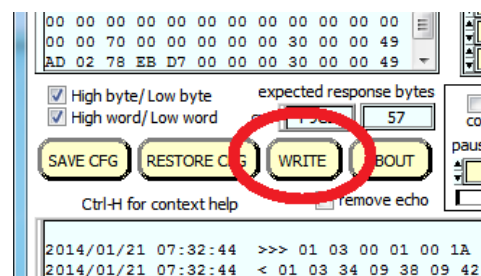 00 00 00 00 00 00 00 00 00 00 00
00 00 70 00 00 00 00 30 00 00 49
AD 02 78 EB D7 00 00 30 00 00 49
High byte/ Low byte expected response bytes
High word/ Low word 57
SAVE CFG RESTORE WRITE ABOUT
paus
Ctrl-H for context help remove echo
2014/01/21 07:32:44 >>> 01 03 00 01 00 1A
2014/01/21 07:32:44 < 01 03 34 09 38 09 42